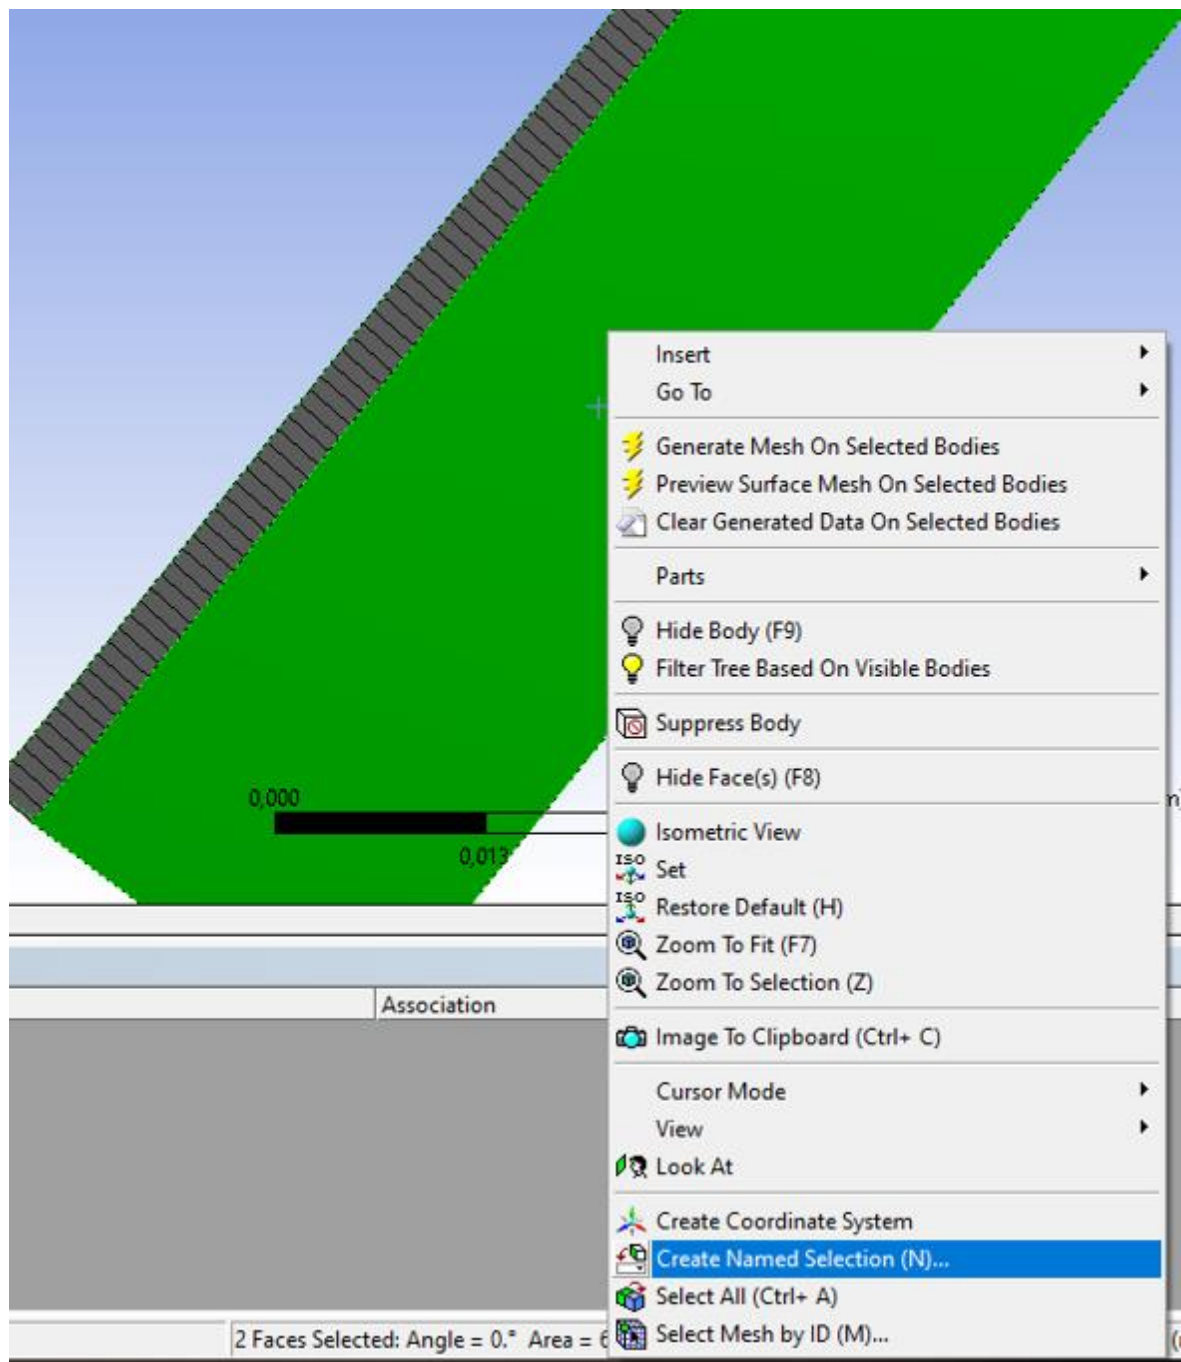 Insert
Go To
Generate Mesh On Selected Bodies
Preview Surface Mesh On Selected Bodies
Clear Generated Data On Selected Bodies
Parts
Hide Body (F9)
Filter Tree Based On Visible Bodies
Suppress Body
Hide Face(s) (F8)
0,000
Isometric View
0,013
ISO Set
ISO Restore Default (H)
Zoom To Fit (F7)
Zoom To Selection (Z)
Association
Image To Clipboard (Ctrl+ C)
Cursor Mode
View
Look At
Create Coordinate System
Create Named Selection (N)...
Select All (Ctrl+ A)
2 Faces Selected: Angle = 0.° Area = 6
Select Mesh by ID (M)...